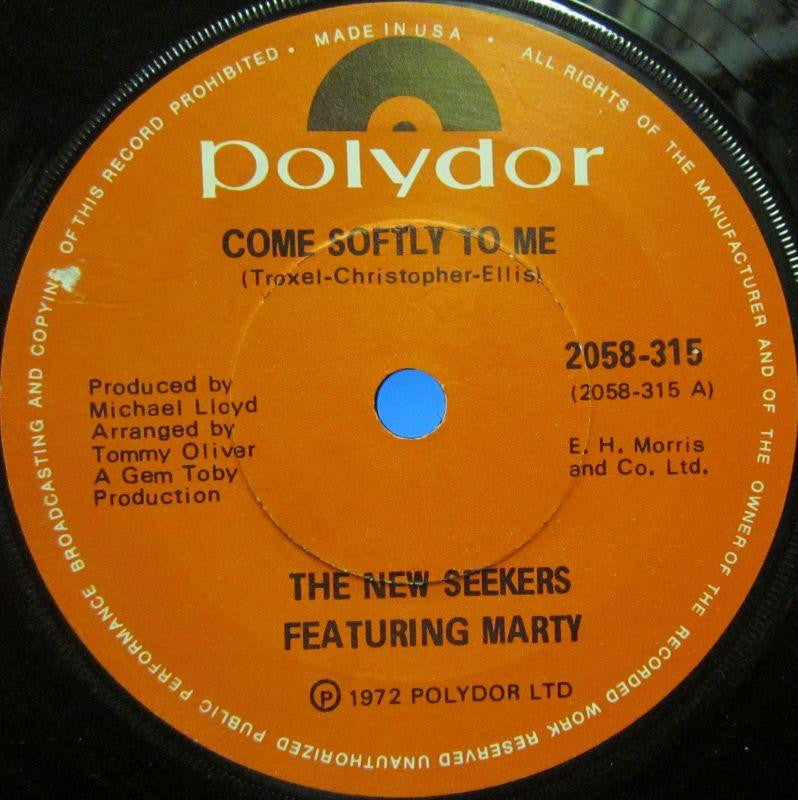 MADE IN USA • ALL RIGHTS OF THE MANUFACTURER AND OF THE OWNER OF THE RECORDED WORK RESERVED UNAUTHORIZED PUBLIC PERFORMANCE BROADCASTING AND COPYING OF THIS RECORD PROHIBITED •
polydor
COME SOFTLY TO ME
(Troxel-Christopher-Ellis)
2058-315
(2058-315 A)
Produced by
Michael Lloyd
Arranged by
Tommy Oliver
A Gem Toby
Production
E. H. Morris
and Co. Ltd.
THE NEW SEEKERS
FEATURING MARTY
Ⓟ 1972 POLYDOR LTD